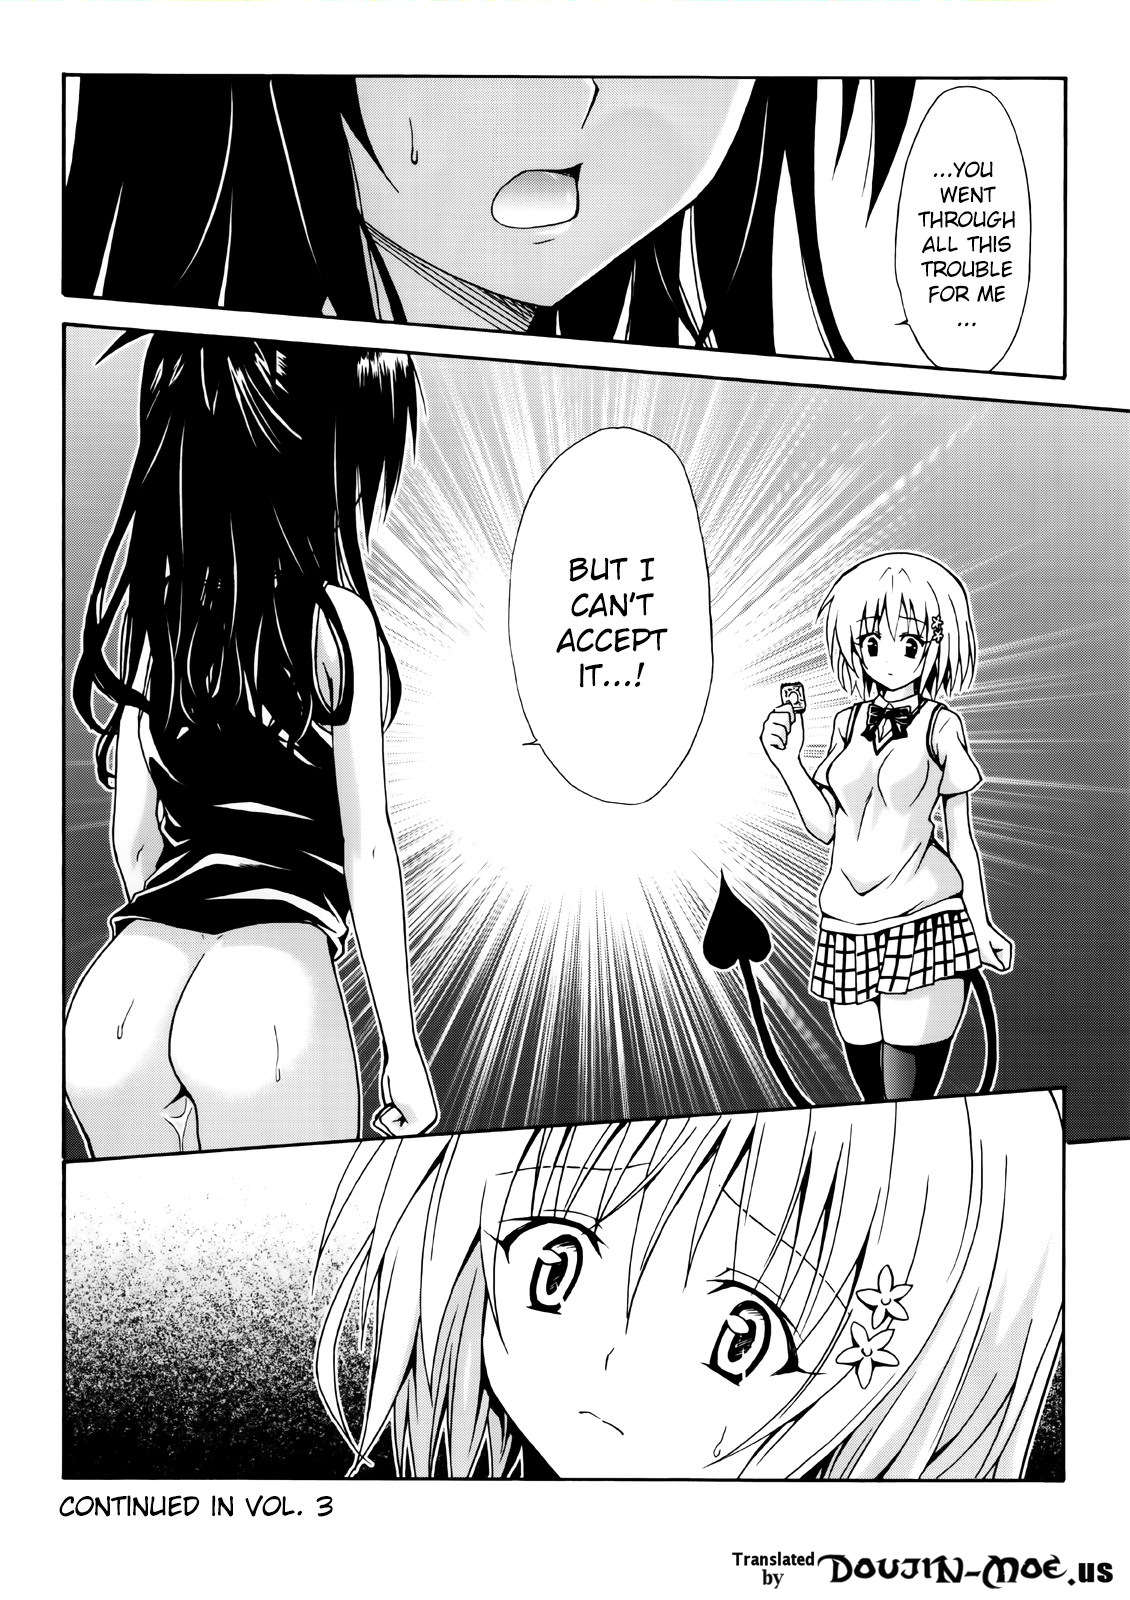 ...YOU
WENT
THROUGH
ALL THIS
TROUBLE
FOR ME
...
BUT I
CAN'T
ACCEPT
IT...!
CONTINUED IN VOL. 3
Translated
by DOUJIN-MOE.us